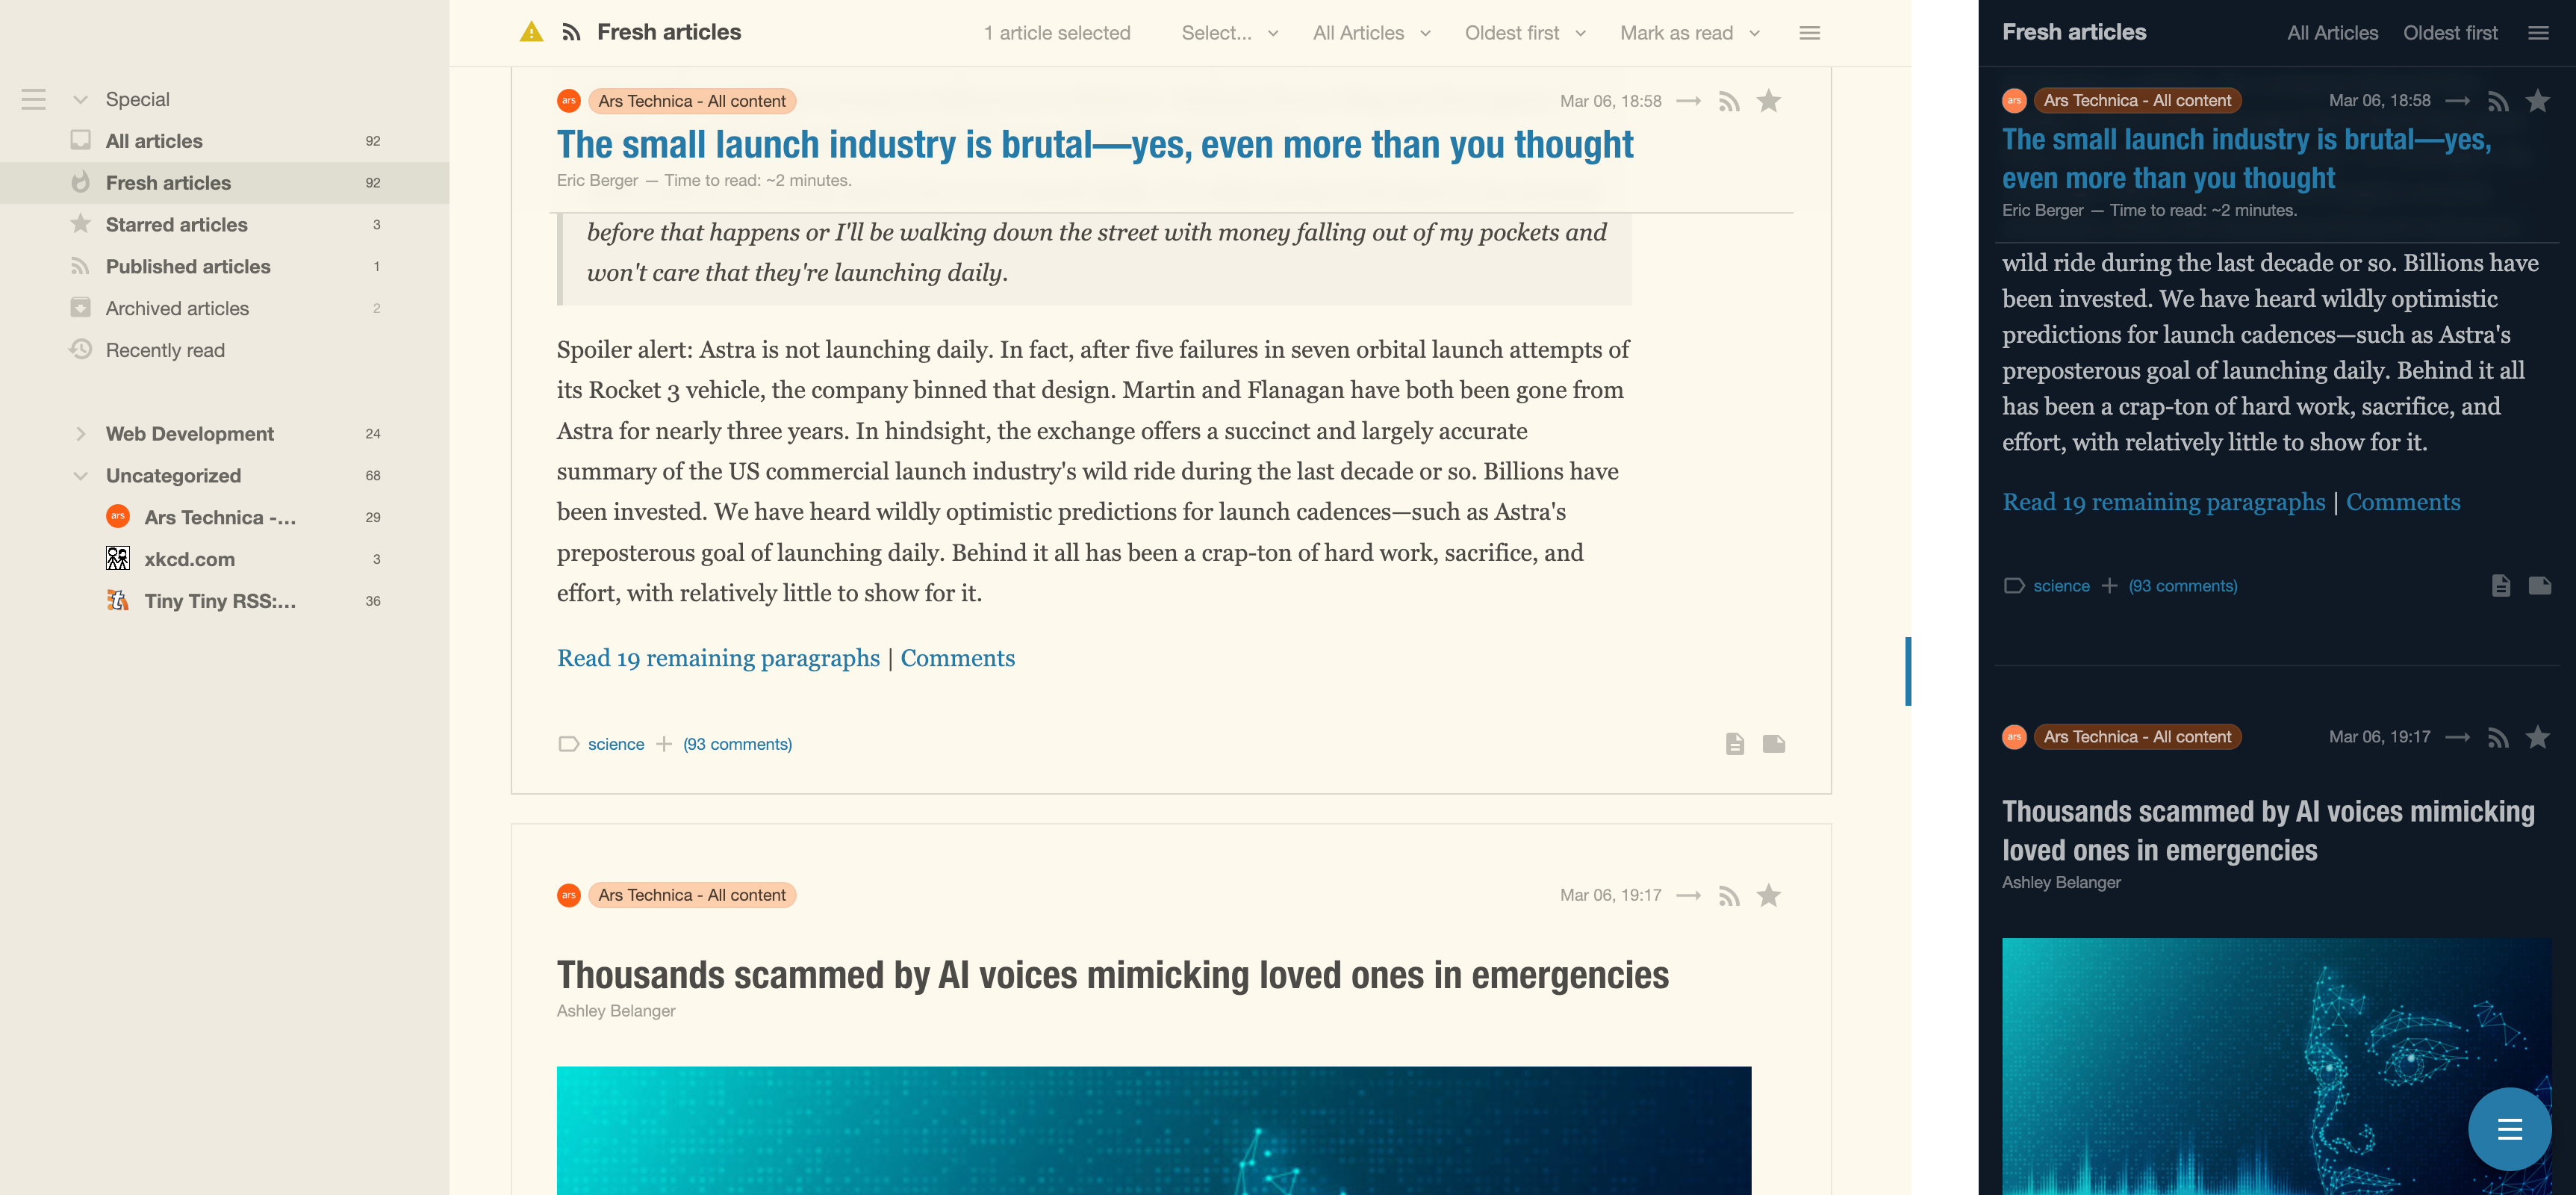 Special
All articles 92
Fresh articles 92
Starred articles 3
Published articles 1
Archived articles 2
Recently read
Web Development 24
Uncategorized 68
ars Ars Technica -... 29
xkcd.com 3
Tiny Tiny RSS:... 36
Fresh articles 1 article selected Select... All Articles Oldest first Mark as read
ars Ars Technica - All content Mar 06, 18:58
The small launch industry is brutal—yes, even more than you thought
Eric Berger — Time to read: ~2 minutes.
before that happens or I'll be walking down the street with money falling out of my pockets and
won't care that they're launching daily.
Spoiler alert: Astra is not launching daily. In fact, after five failures in seven orbital launch attempts of
its Rocket 3 vehicle, the company binned that design. Martin and Flanagan have both been gone from
Astra for nearly three years. In hindsight, the exchange offers a succinct and largely accurate
summary of the US commercial launch industry's wild ride during the last decade or so. Billions have
been invested. We have heard wildly optimistic predictions for launch cadences—such as Astra's
preposterous goal of launching daily. Behind it all has been a crap-ton of hard work, sacrifice, and
effort, with relatively little to show for it.
Read 19 remaining paragraphs | Comments
science + (93 comments)
ars Ars Technica - All content Mar 06, 19:17
Thousands scammed by AI voices mimicking loved ones in emergencies
Ashley Belanger
Fresh articles All Articles Oldest first
ars Ars Technica - All content Mar 06, 18:58
The small launch industry is brutal—yes,
even more than you thought
Eric Berger — Time to read: ~2 minutes.
wild ride during the last decade or so. Billions have
been invested. We have heard wildly optimistic
predictions for launch cadences—such as Astra's
preposterous goal of launching daily. Behind it all
has been a crap-ton of hard work, sacrifice, and
effort, with relatively little to show for it.
Read 19 remaining paragraphs | Comments
science + (93 comments)
ars Ars Technica - All content Mar 06, 19:17
Thousands scammed by AI voices mimicking
loved ones in emergencies
Ashley Belanger